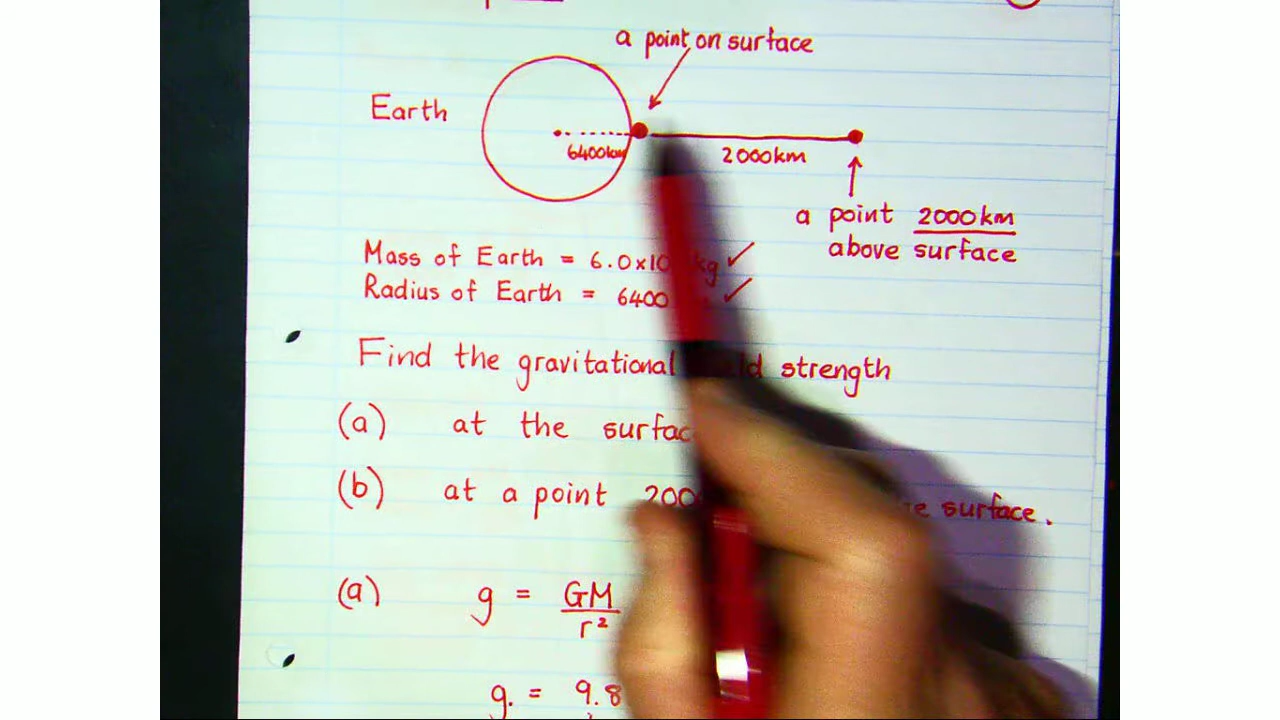 a point on surface
Earth
6400km
2000km
a point 2000km
above surface
Mass of Earth = 6.0x10 kg ✓
Radius of Earth = 6400 ✓
Find the gravitational strength
(a) at the
(b) at a point surface.
(a) g = GM
r²
g. = 9.8